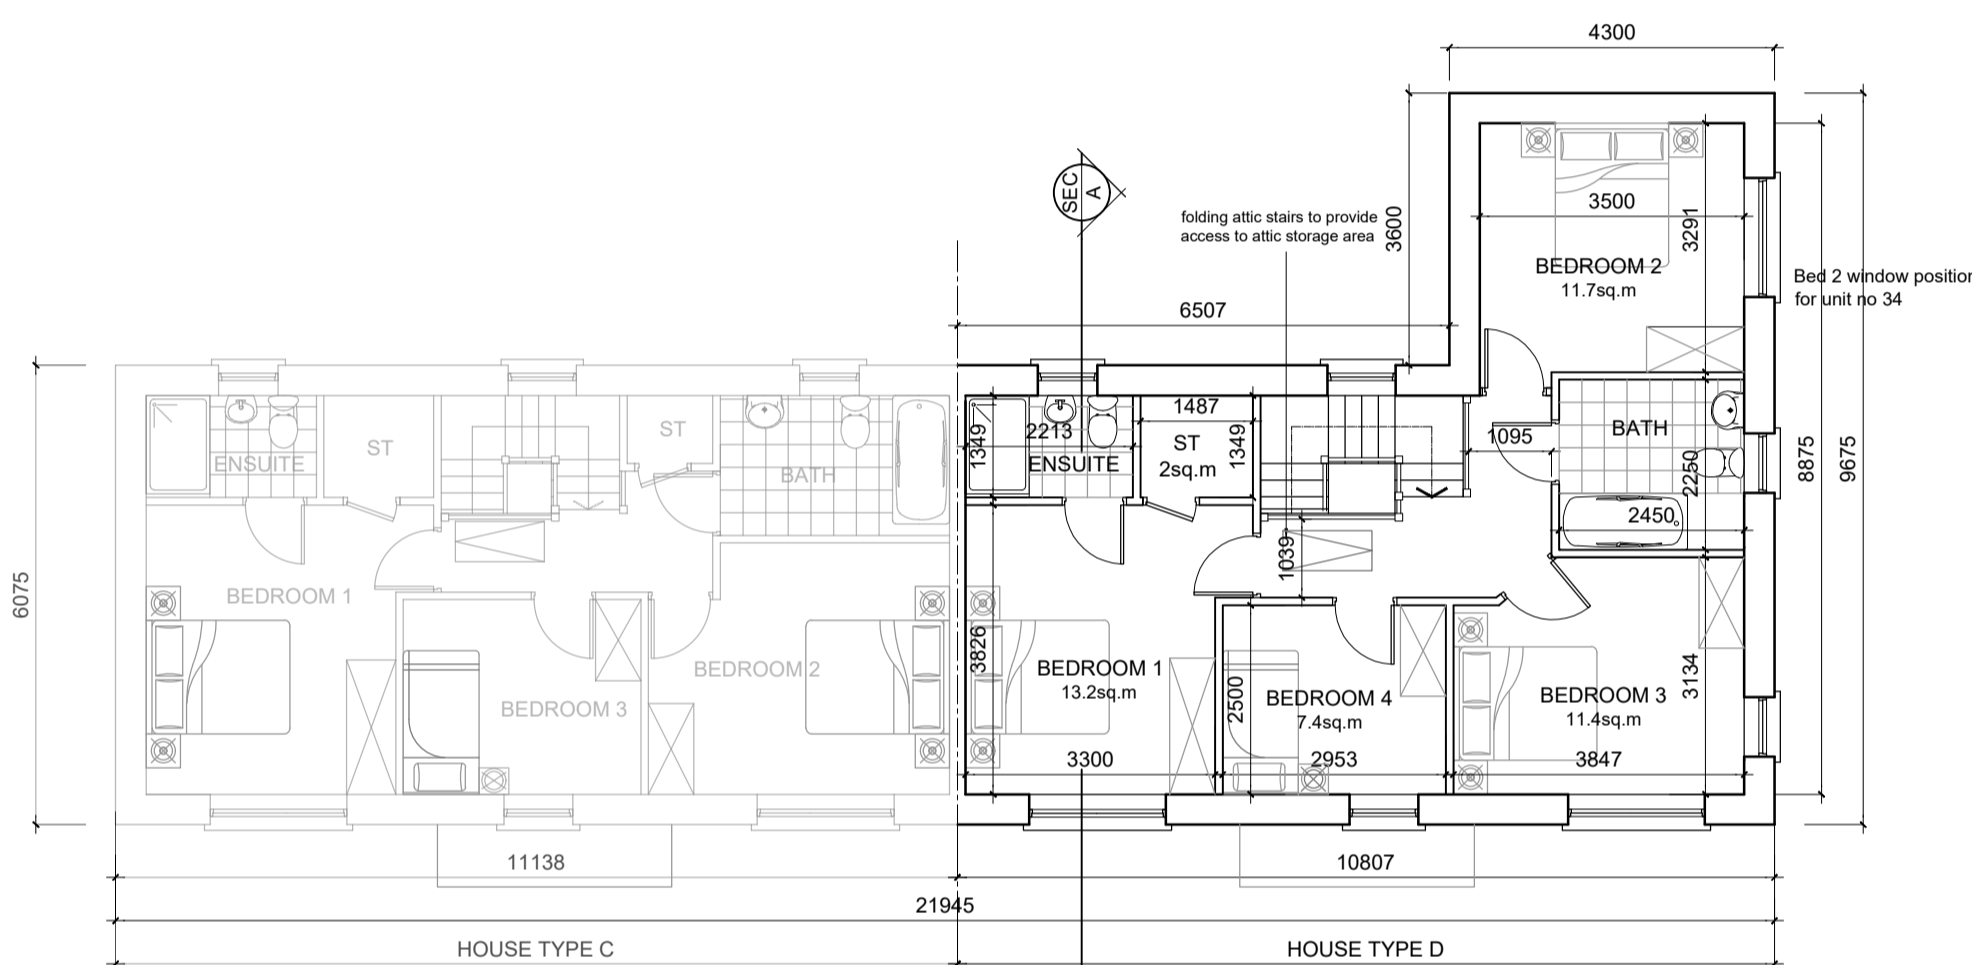 4300
SEC
A
folding attic stairs to provide
access to attic storage area
3600
3500
3291
BEDROOM 2
11.7sq.m
Bed 2 window position
for unit no 34
6507
6075
ENSUITE
ST
ST
BATH
1349
2213
ENSUITE
1487
ST
2sq.m
1349
1095
BATH
2250
2450
8875
9675
BEDROOM 1
BEDROOM 3
BEDROOM 2
1039
3826
BEDROOM 1
13.2sq.m
3300
2500
BEDROOM 4
7.4sq.m
2953
BEDROOM 3
11.4sq.m
3134
3847
11138
10807
21945
HOUSE TYPE C
HOUSE TYPE D